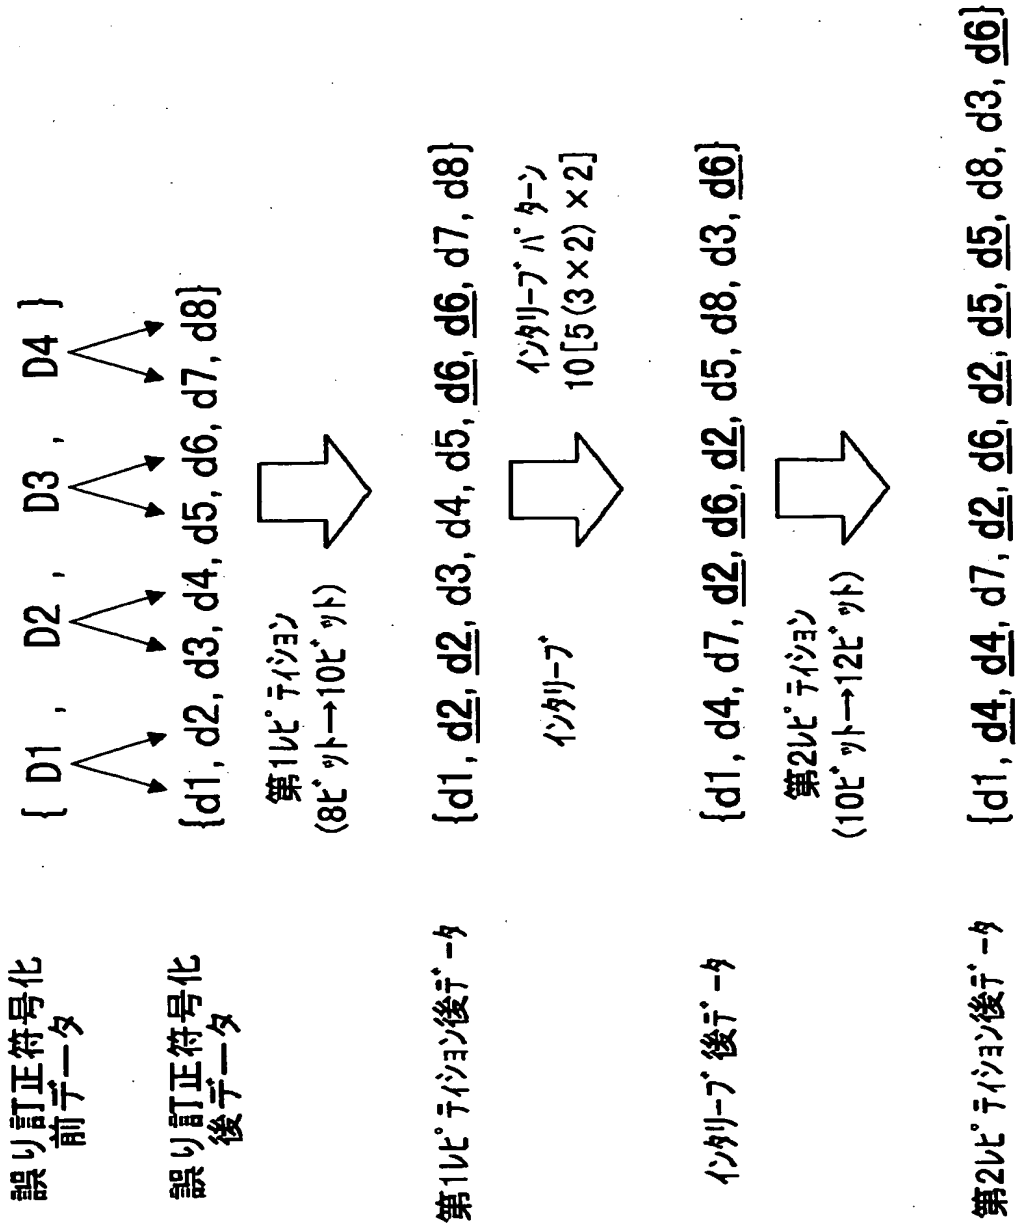 誤り訂正符号化
前データ
{ D1 , D2 , D3 , D4 }
誤り訂正符号化
後データ
{d1, d2, d3, d4, d5, d6, d7, d8}
第1ﾚﾋﾟﾃｨｼｮﾝ
(8ﾋﾞｯﾄ→10ﾋﾞｯﾄ)
第1ﾚﾋﾟﾃｨｼｮﾝ後ﾃﾞｰﾀ
{d1, d2, d2, d3, d4, d5, d6, d6, d7, d8}
ｲﾝﾀﾘｰﾌﾞ
ｲﾝﾀﾘｰﾌﾞﾊﾟﾀｰﾝ
10[5(3×2)×2]
ｲﾝﾀﾘｰﾌﾞ後ﾃﾞｰﾀ
{d1, d4, d7, d2, d6, d2, d5, d8, d3, d6}
第2ﾚﾋﾟﾃｨｼｮﾝ
(10ﾋﾞｯﾄ→12ﾋﾞｯﾄ)
第2ﾚﾋﾟﾃｨｼｮﾝ後ﾃﾞｰﾀ
{d1, d4, d4, d7, d2, d6, d2, d5, d5, d8, d3, d6}